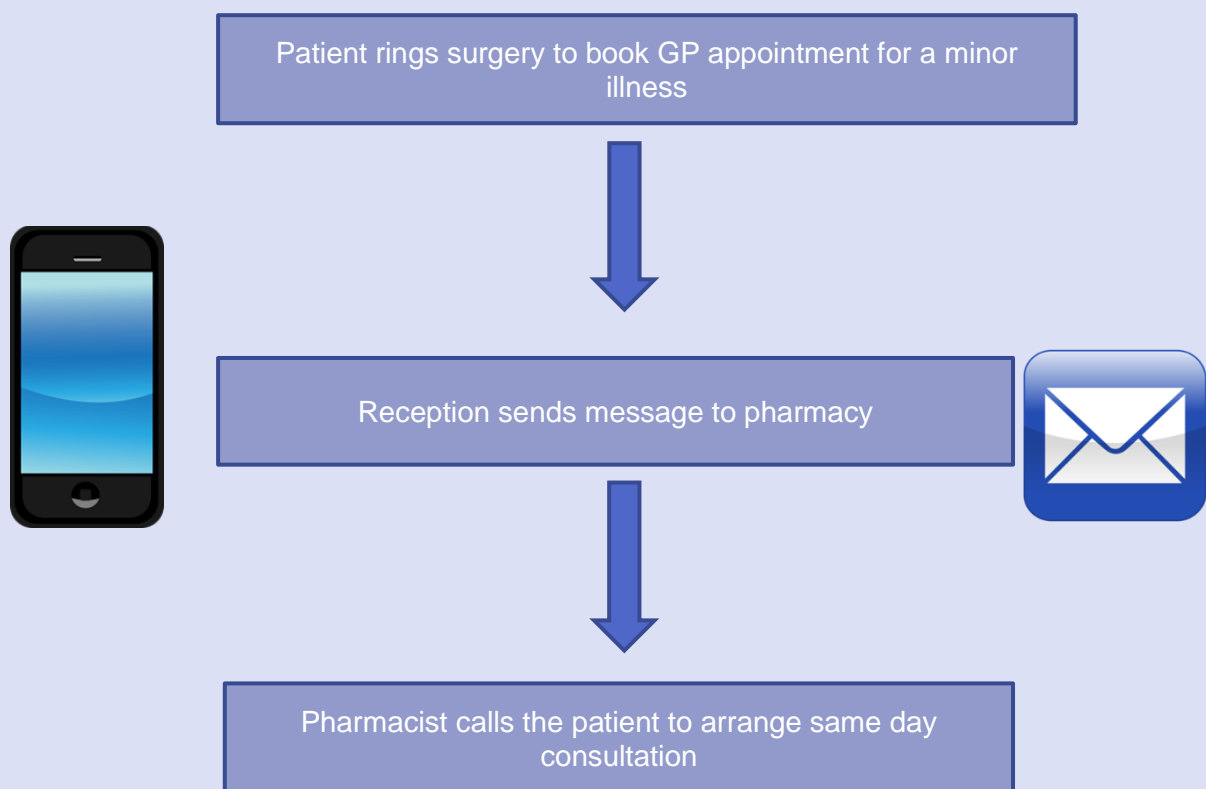 Patient rings surgery to book GP appointment for a minor
illness
Reception sends message to pharmacy
Pharmacist calls the patient to arrange same day
consultation